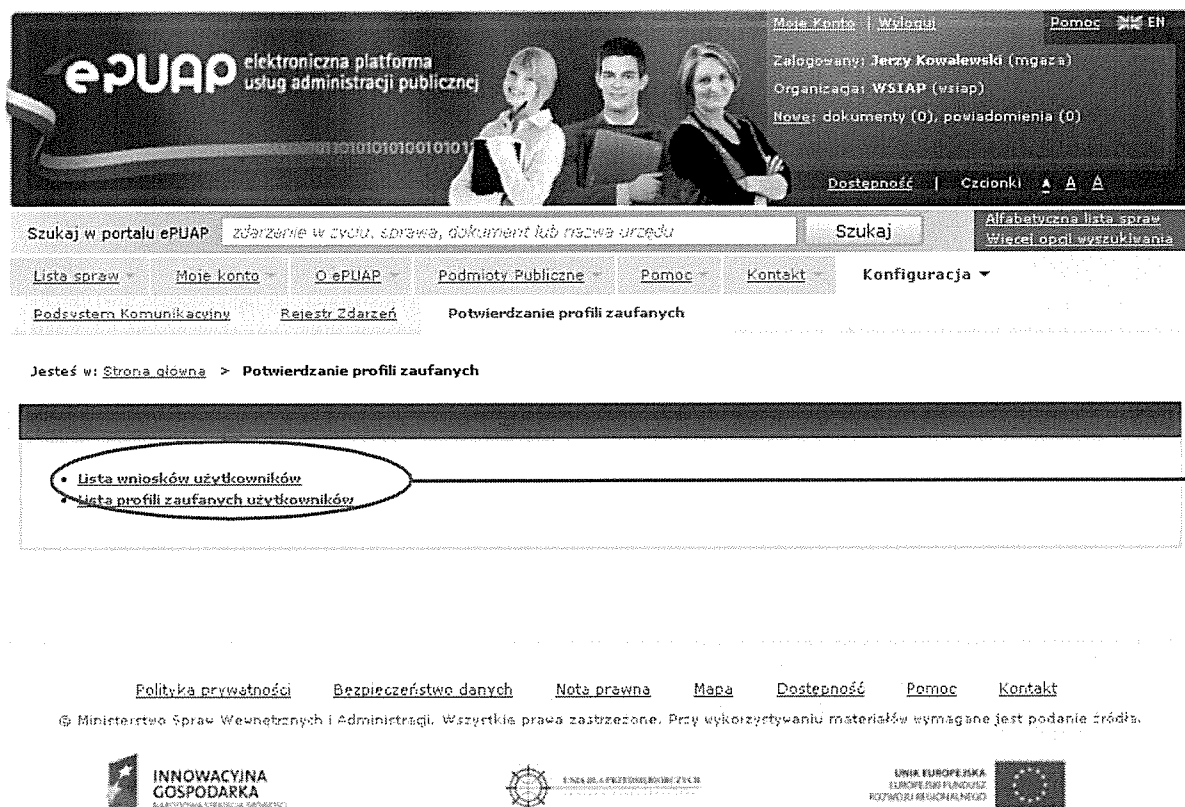 Moje Konto | Wyloguj Pomoc EN
ePUAP elektroniczna platforma
usług administracji publicznej
Zalogowany: Jerzy Kowalewski (mgaza)
Organizacja: WSIAP (wsiap)
Nowe: dokumenty (0), powiadomienia (0)
Dostępność | Czcionki A A A
Szukaj w portalu ePUAP zdarzenie w życiu, sprawa, dokument lub nazwa urzędu Szukaj
Alfabetyczna lista spraw
Więcej opcji wyszukiwania
Lista spraw Moje konto O ePUAP Podmioty Publiczne Pomoc Kontakt Konfiguracja
Podsystem Komunikacyjny Rejestr Zdarzeń Potwierdzanie profili zaufanych
Jesteś w: Strona główna > Potwierdzanie profili zaufanych
• Lista wniosków użytkowników
• Lista profili zaufanych użytkowników
Polityka prywatności Bezpieczeństwo danych Nota prawna Mapa Dostępność Pomoc Kontakt
© Ministerstwo Spraw Wewnętrznych i Administracji. Wszystkie prawa zastrzeżone. Przy wykorzystywaniu materiałów wymagane jest podanie źródła.
INNOWACYJNA
GOSPODARKA
NARODOWA STRATEGIA SPÓJNOŚCI
UNIA EUROPEJSKA
EUROPEJSKI FUNDUSZ
ROZWOJU REGIONALNEGO